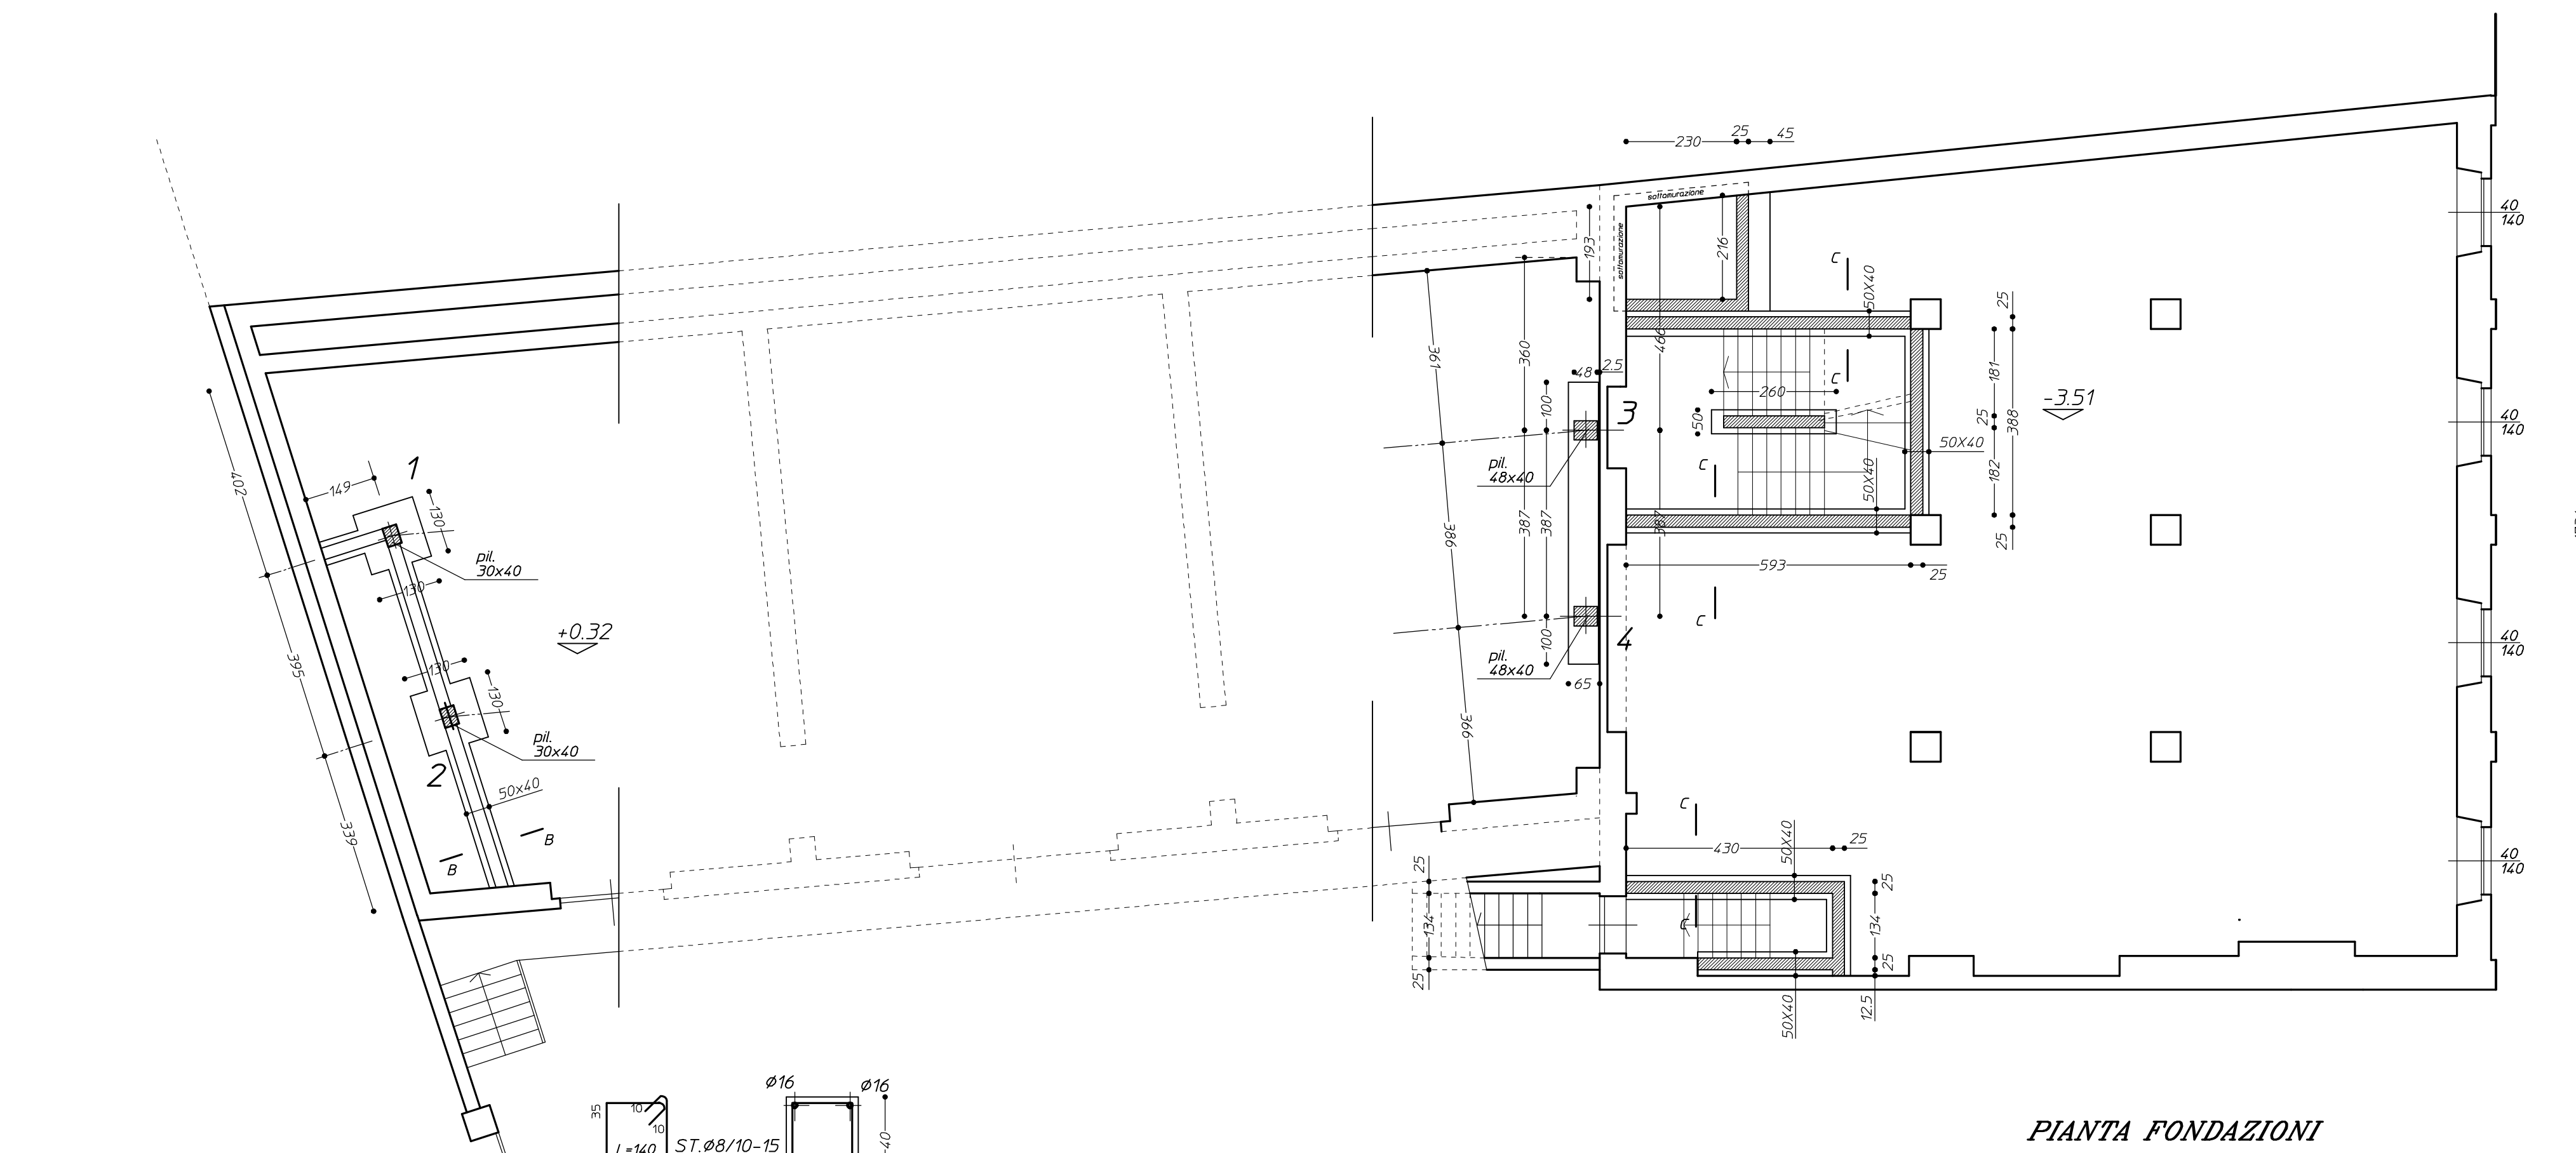 230
25
45
sottomurazione
sottomurazione
193
216
466
C
50X40
C
40
140
361
360
48
2.5
100
3
260
50
181
25
388
25
182
25
-3.51
40
140
50X40
50X40
C
402
149
1
130
pil.
30x40
130
pil.
48x40
386
387
387
387
593
25
C
+0.32
395
130
130
pil.
30x40
2
50x40
339
B
B
100
4
pil.
48x40
65
366
40
140
C
430
50X40
25
40
140
25
134
25
C
25
134
25
50X40
12.5
Ø16
Ø16
35
10
10
L=140
ST.Ø8/10-15
40
PIANTA FONDAZIONI